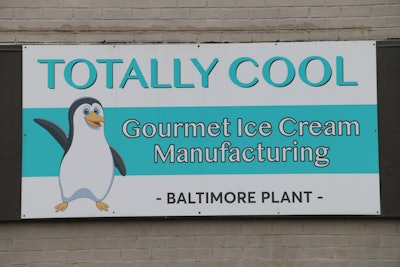 TOTALLY COOL
Gourmet Ice Cream
Manufacturing
- BALTIMORE PLANT -